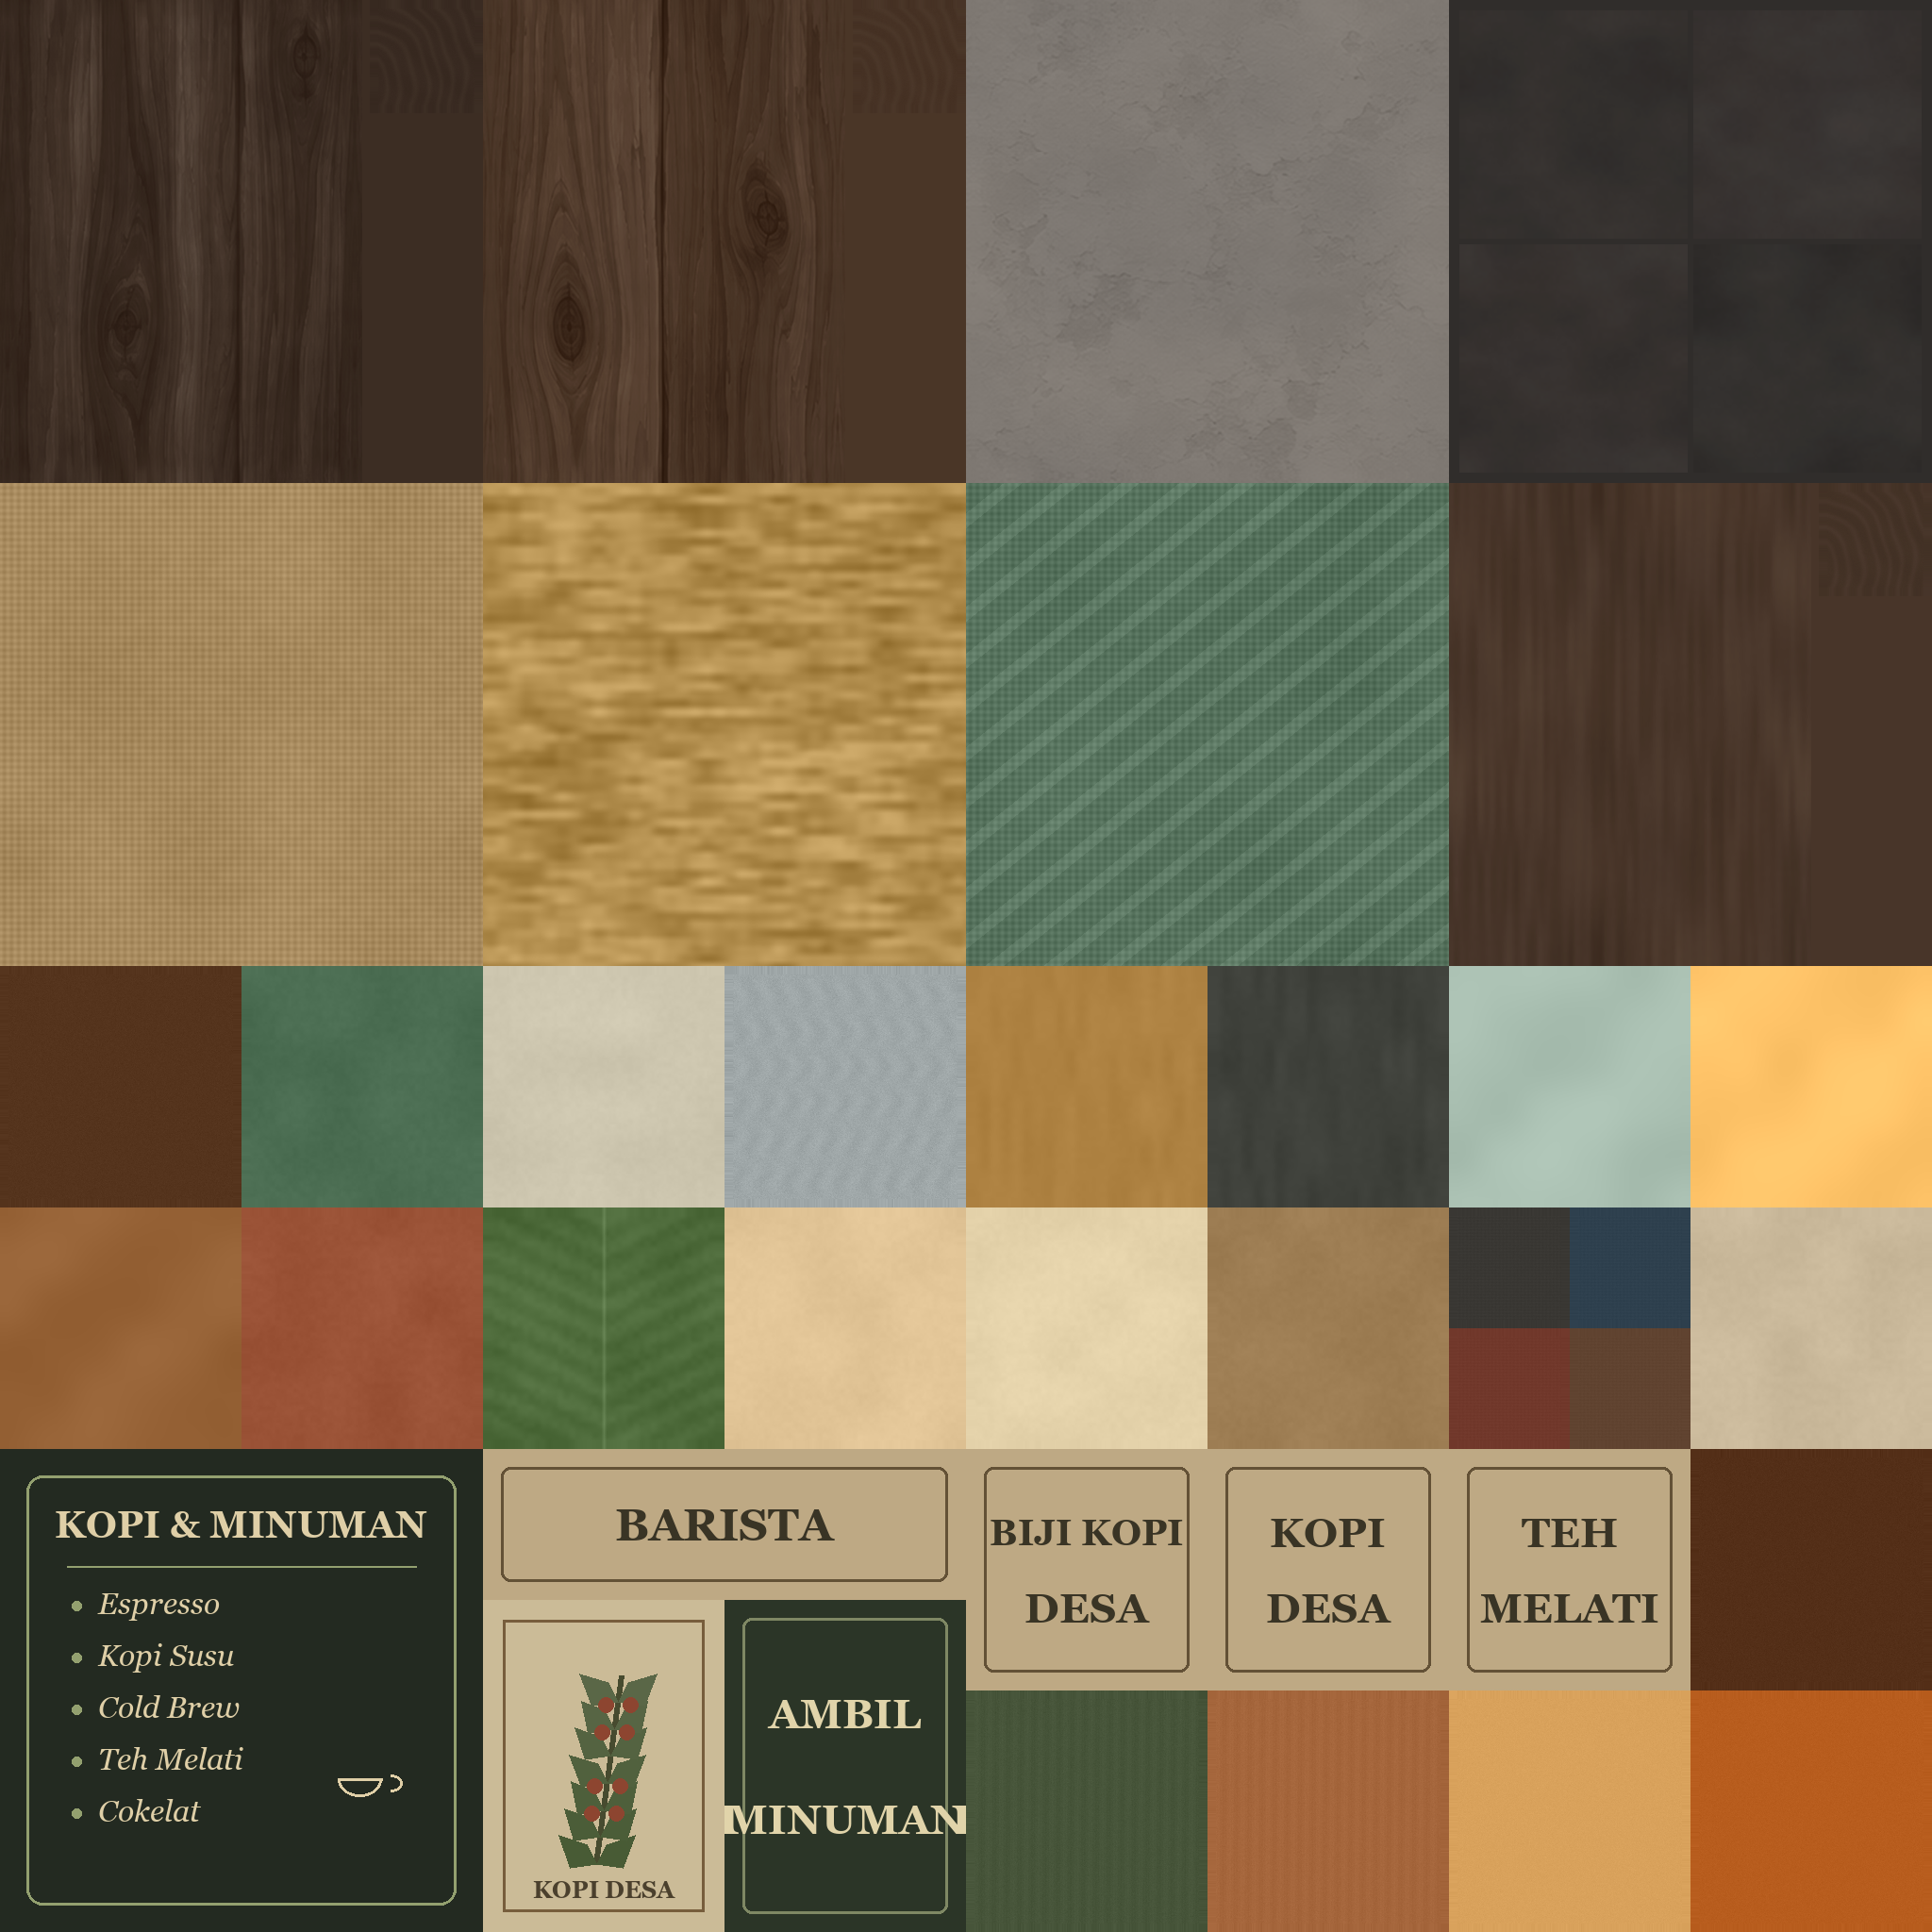 KOPI & MINUMAN
Espresso
Kopi Susu
Cold Brew
Teh Melati
Cokelat
BARISTA
KOPI DESA
AMBIL
MINUMAN
BIJI KOPI
DESA
KOPI
DESA
TEH
MELATI